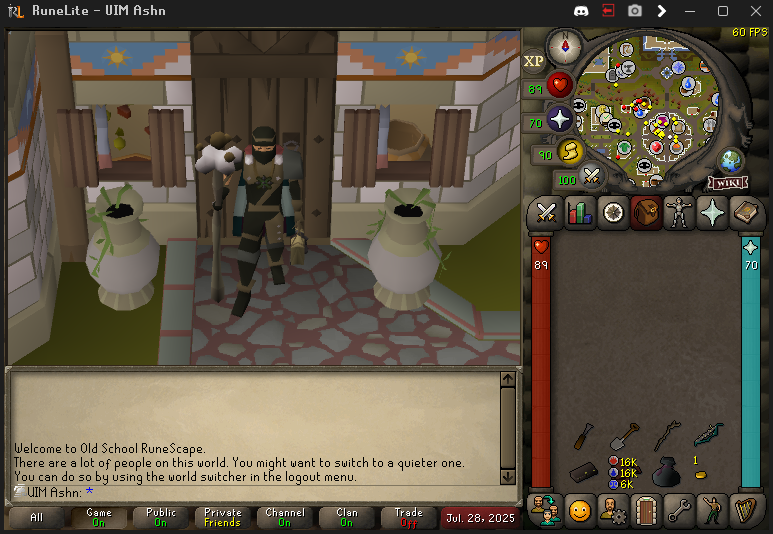 RuneLite - UIM Ashn
60 FPS
XP
89
70
90
100
WIKI
89
70
16K
16K
6K
1
Welcome to Old School RuneScape.
There are a lot of people on this world. You might want to switch to a quieter one.
You can do so by using the world switcher in the logout menu.
UIM Ashn: *
All
Game
On
Public
On
Private
Friends
Channel
On
Clan
On
Trade
Off
Jul. 28, 2025